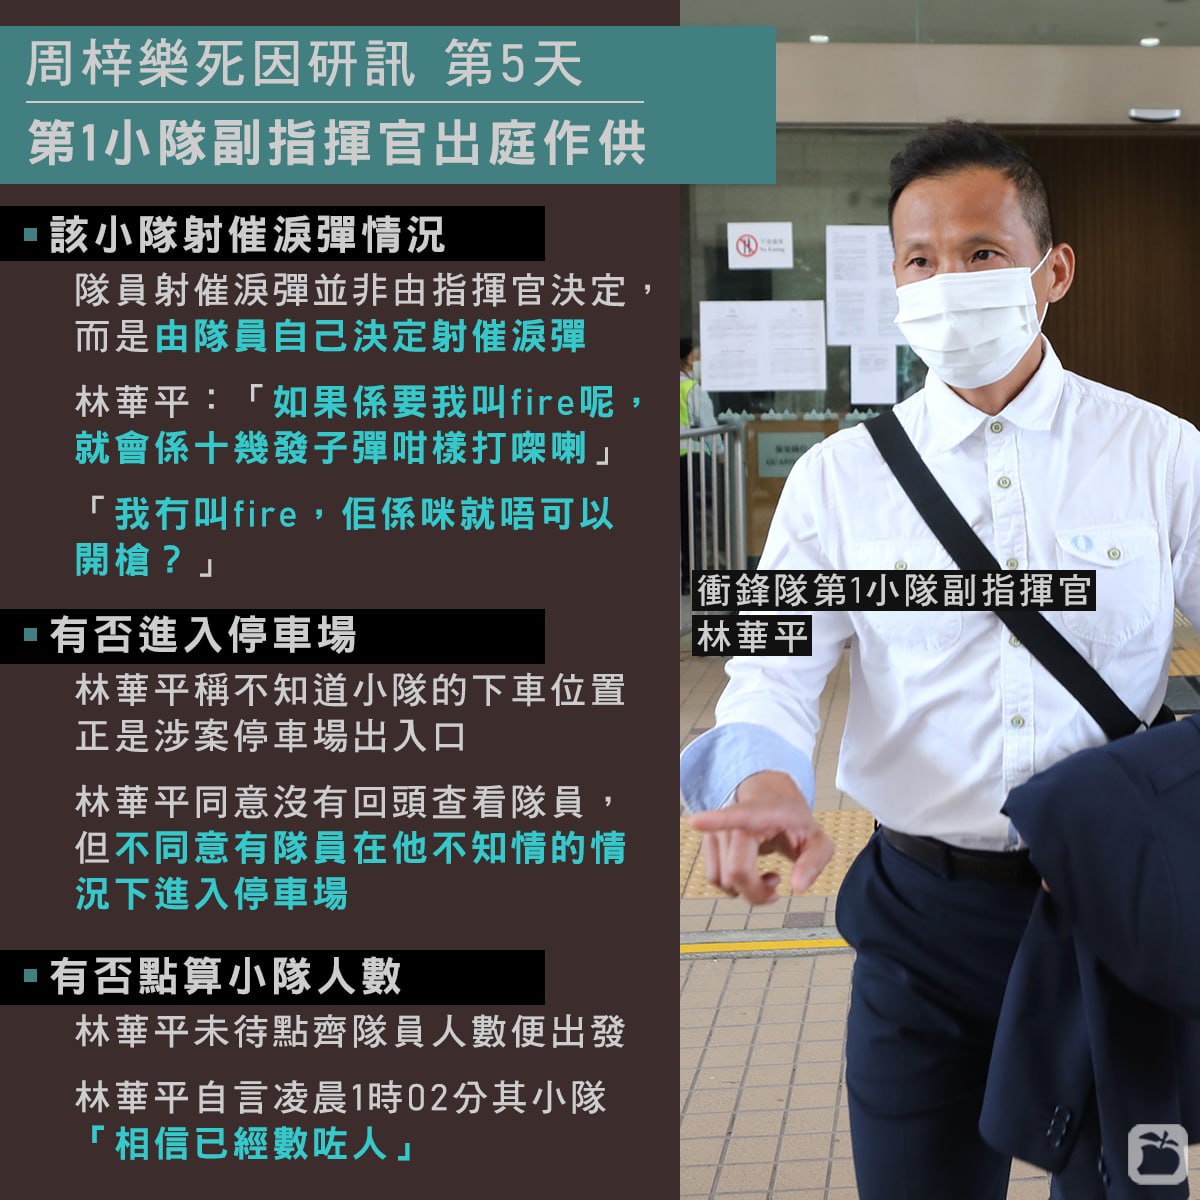 周梓樂死因研訊 第5天
第1小隊副指揮官出庭作供
該小隊射催淚彈情況
隊員射催淚彈並非由指揮官決定，
而是由隊員自己決定射催淚彈
林華平：「如果係要我叫fire呢，
就會係十幾發子彈咁樣打㗎喇」
「我冇叫fire，佢係咪就唔可以
開槍？」
有否進入停車場
林華平稱不知道小隊的下車位置
正是涉案停車場出入口
林華平同意沒有回頭查看隊員，
但不同意有隊員在他不知情的情
況下進入停車場
有否點算小隊人數
林華平未待點齊隊員人數便出發
林華平自言凌晨1時02分其小隊
「相信已經數咗人」
衝鋒隊第1小隊副指揮官
林華平